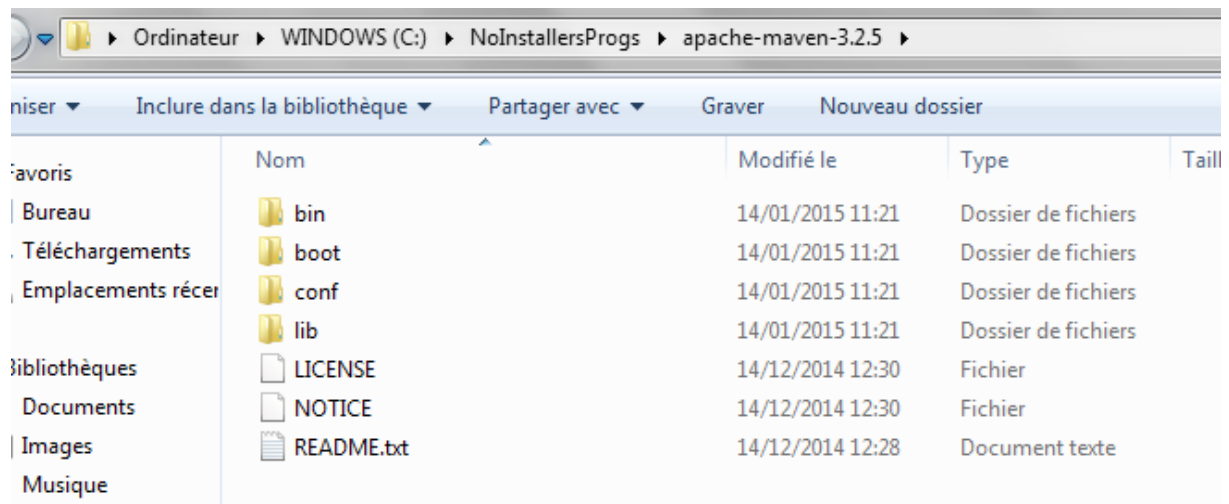 Ordinateur WINDOWS (C:) NoInstallersProgs apache-maven-3.2.5
niser Inclure dans la bibliothèque Partager avec Graver Nouveau dossier
Nom Modifié le Type Taill
Favoris
Bureau
Téléchargements
Emplacements récer
Bibliothèques
Documents
Images
Musique
bin 14/01/2015 11:21 Dossier de fichiers
boot 14/01/2015 11:21 Dossier de fichiers
conf 14/01/2015 11:21 Dossier de fichiers
lib 14/01/2015 11:21 Dossier de fichiers
LICENSE 14/12/2014 12:30 Fichier
NOTICE 14/12/2014 12:30 Fichier
README.txt 14/12/2014 12:28 Document texte